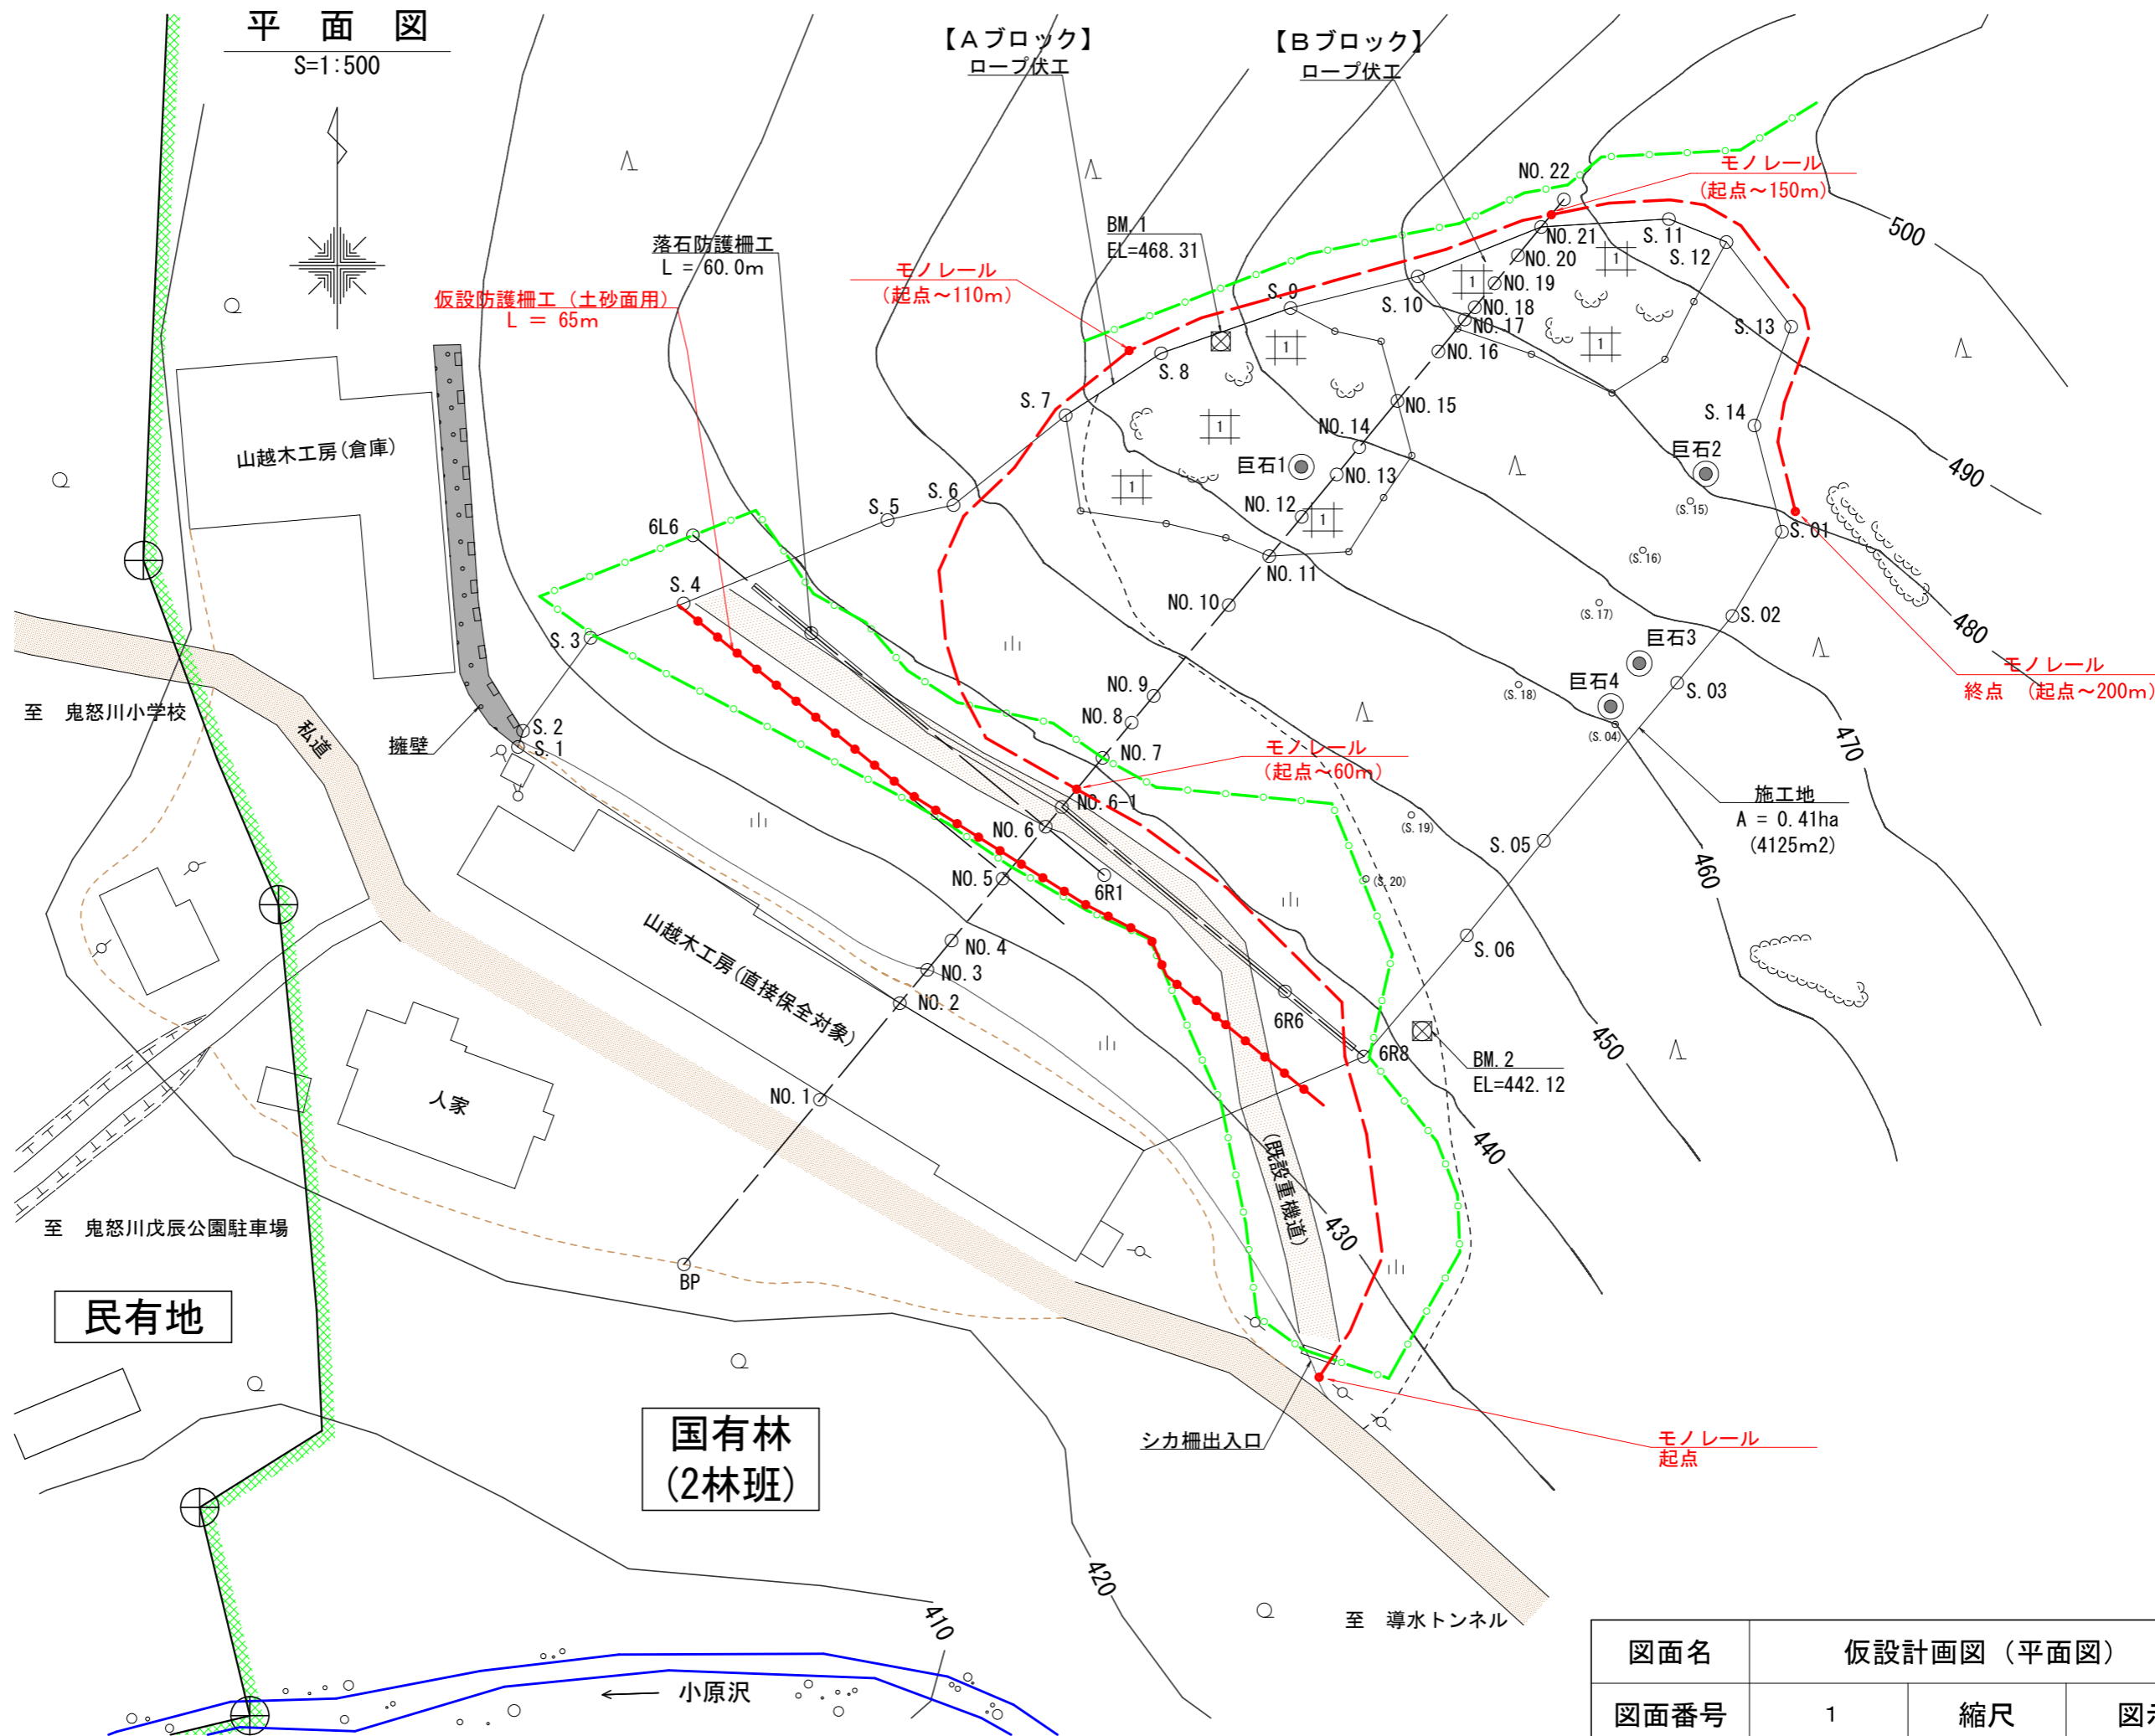 平 面 図
S=1:500
【Aブロック】
ロープ伏工
【Bブロック】
ロープ伏工
モノレール
(起点～150m)
NO.22
BM.1
EL=468.31
落石防護柵工
L = 60.0m
モノレール
(起点～110m)
仮設防護柵工（土砂面用）
L = 65m
500
S.11
NO.21
S.12
NO.20
NO.19
S.10
NO.18
NO.17
S.9
S.13
NO.16
S.8
S.7
NO.15
S.14
NO.14
NO.13
巨石1
巨石2
490
山越木工房(倉庫)
1
1
1
1
1
1
1
1
S.6
S.5
NO.12
(S.15)
S.01
6L6
(S.16)
NO.11
S.4
NO.10
(S.17)
S.02
480
S.3
巨石3
モノレール
終点 (起点～200m)
巨石4
S.03
(S.18)
NO.9
NO.8
(S.04)
至 鬼怒川小学校
私道
擁壁
S.2
S.1
470
NO.7
モノレール
(起点～60m)
NO.6-1
施工地
A = 0.41ha
(4125m2)
NO.6
(S.19)
S.05
460
NO.5
6R1
(S.20)
NO.4
S.06
NO.3
山越木工房(直接保全対象)
NO.2
6R6
6R8
450
BM.2
EL=442.12
NO.1
人家
440
(既設重機道)
430
至 鬼怒川戊辰公園駐車場
BP
民有地
国有林
(2林班)
シカ柵出入口
モノレール
起点
420
410
至 導水トンネル
小原沢
図面名 仮設計画図（平面図）
図面番号 1 縮尺